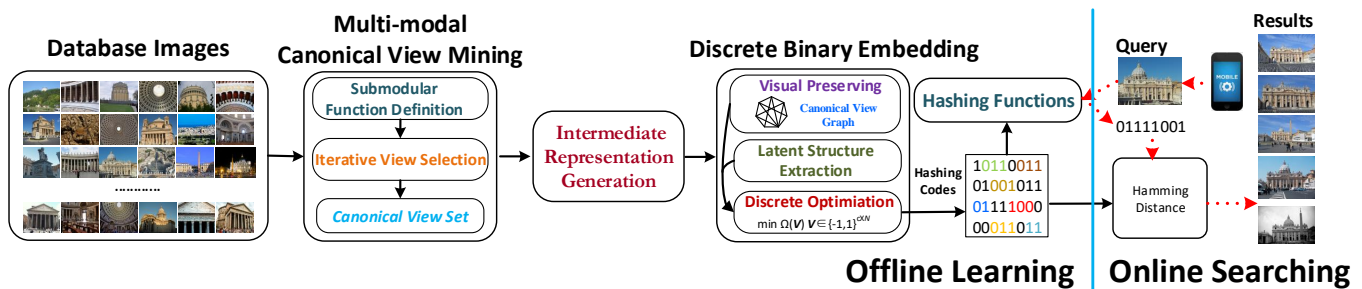 Database Images
............
Multi-modal
Canonical View Mining
Submodular
Function Definition
Iterative View Selection
Canonical View Set
Intermediate
Representation
Generation
Discrete Binary Embedding
Visual Preserving
Canonical View
Graph
Latent Structure
Extraction
Discrete Optimiation
min Ω(V) V∈{-1,1}^{dXN}
Hashing Functions
Hashing
Codes
10110011
01001011
01111000
00011011
Offline Learning
Query
MOBILE
01111001
Hamming
Distance
Results
Online Searching